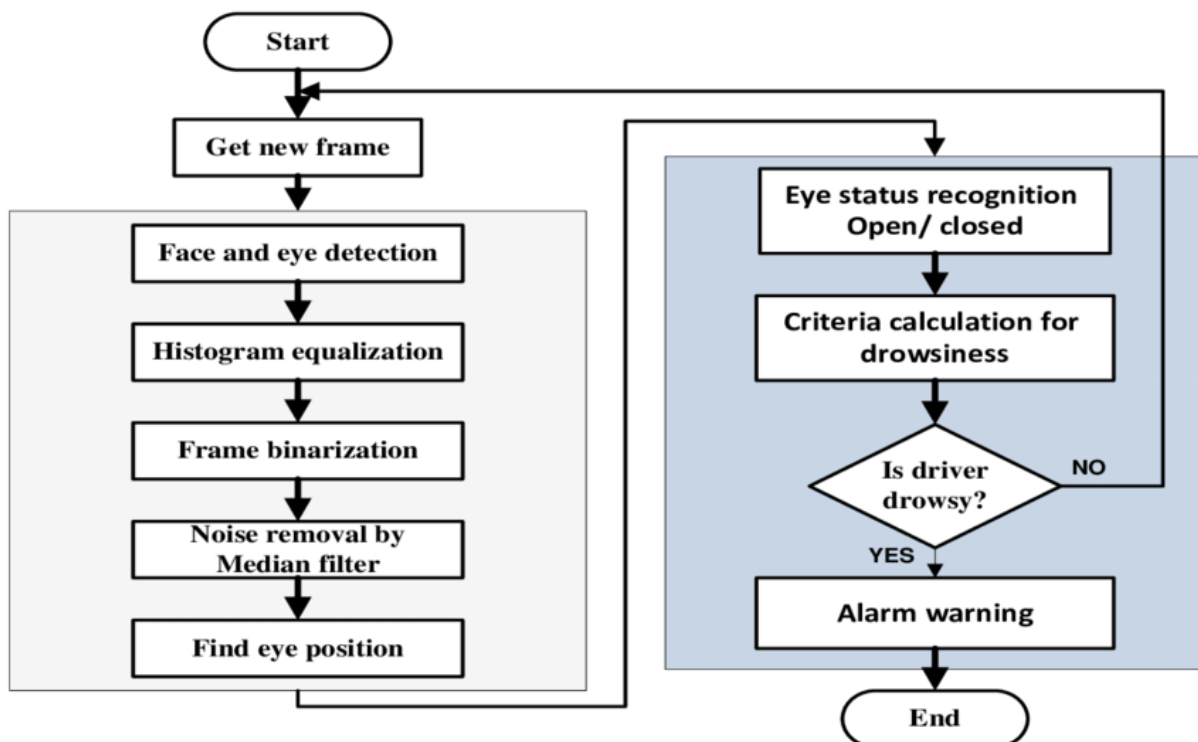 Start
Get new frame
Face and eye detection
Histogram equalization
Frame binarization
Noise removal by
Median filter
Find eye position
Eye status recognition
Open/ closed
Criteria calculation for
drowsiness
Is driver
drowsy?
NO
YES
Alarm warning
End